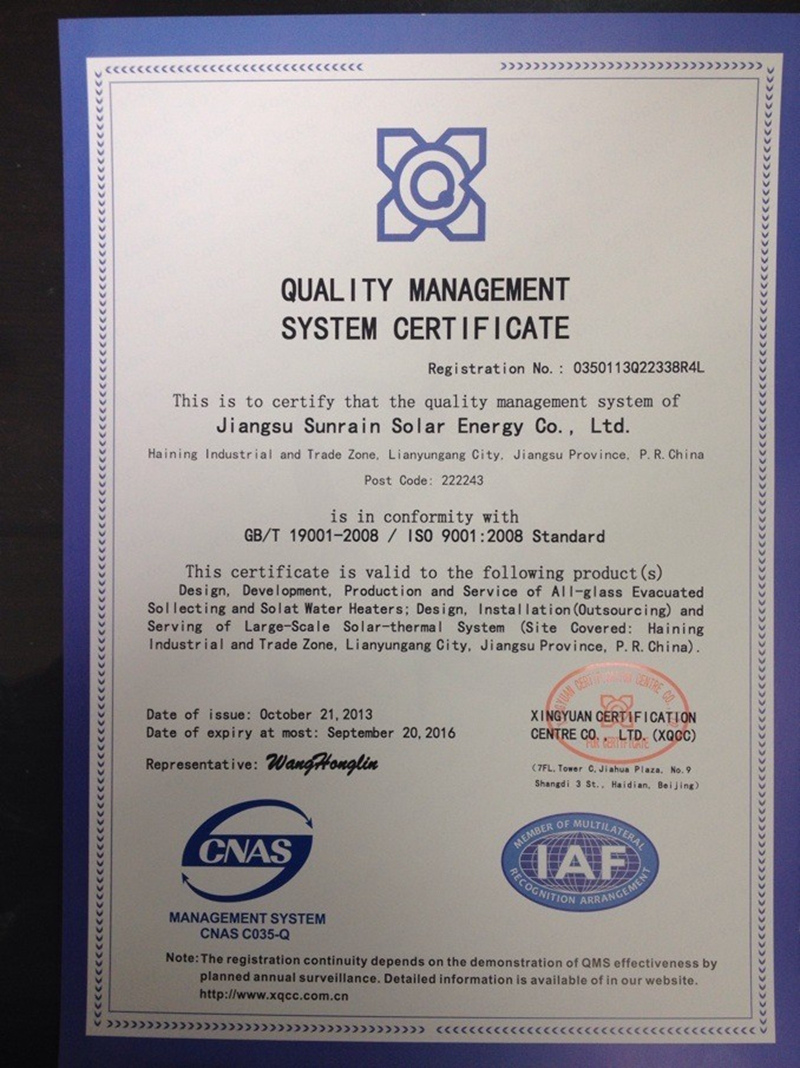 QUALITY MANAGEMENT
SYSTEM CERTIFICATE
Registration No.: 0350113Q22338R4L
This is to certify that the quality management system of
Jiangsu Sunrain Solar Energy Co., Ltd.
Haining Industrial and Trade Zone, Lianyungang City, Jiangsu Province, P.R.China
Post Code: 222243
is in conformity with
GB/T 19001-2008 / ISO 9001:2008 Standard
This certificate is valid to the following product(s)
Design, Development, Production and Service of All-glass Evacuated
Sollecting and Solat Water Heaters; Design, Installation(Outsourcing) and
Serving of Large-Scale Solar-thermal System (Site Covered: Haining
Industrial and Trade Zone, Lianyungang City, Jiangsu Province, P.R.China).
Date of issue: October 21,2013
Date of expiry at most: September 20,2016
Representative: WangHonglin
XINGYUAN CERTIFICATION
CENTRE CO., LTD. (XQCC)
(7FL,Tower C,Jiahua Plaza, No.9
Shangdi 3 St., Haidian, Beijing)
CNAS
MANAGEMENT SYSTEM
CNAS C035-Q
MEMBER OF MULTILATERAL
IAF
RECOGNITION ARRANGEMENT
Note:The registration continuity depends on the demonstration of QMS effectiveness by
planned annual surveillance. Detailed information is available of in our website.
http://www.xqcc.com.cn